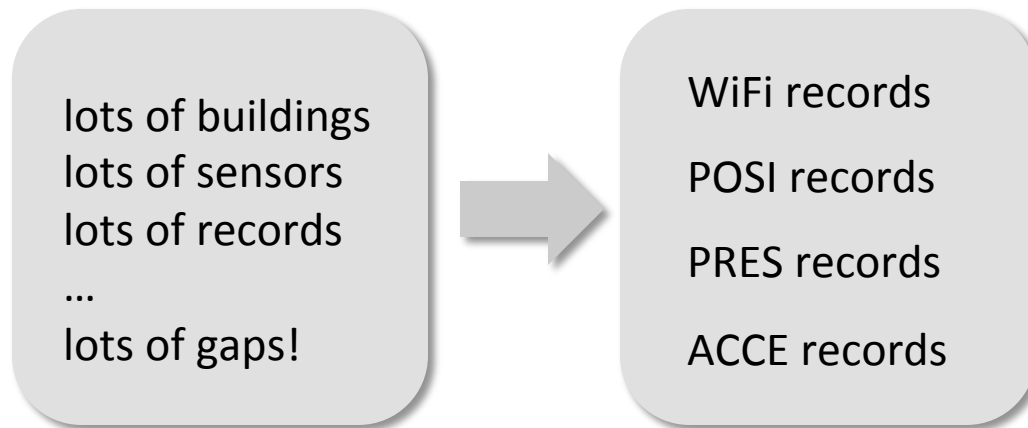 lots of buildings
lots of sensors
lots of records
…
lots of gaps!
WiFi records
POSI records
PRES records
ACCE records